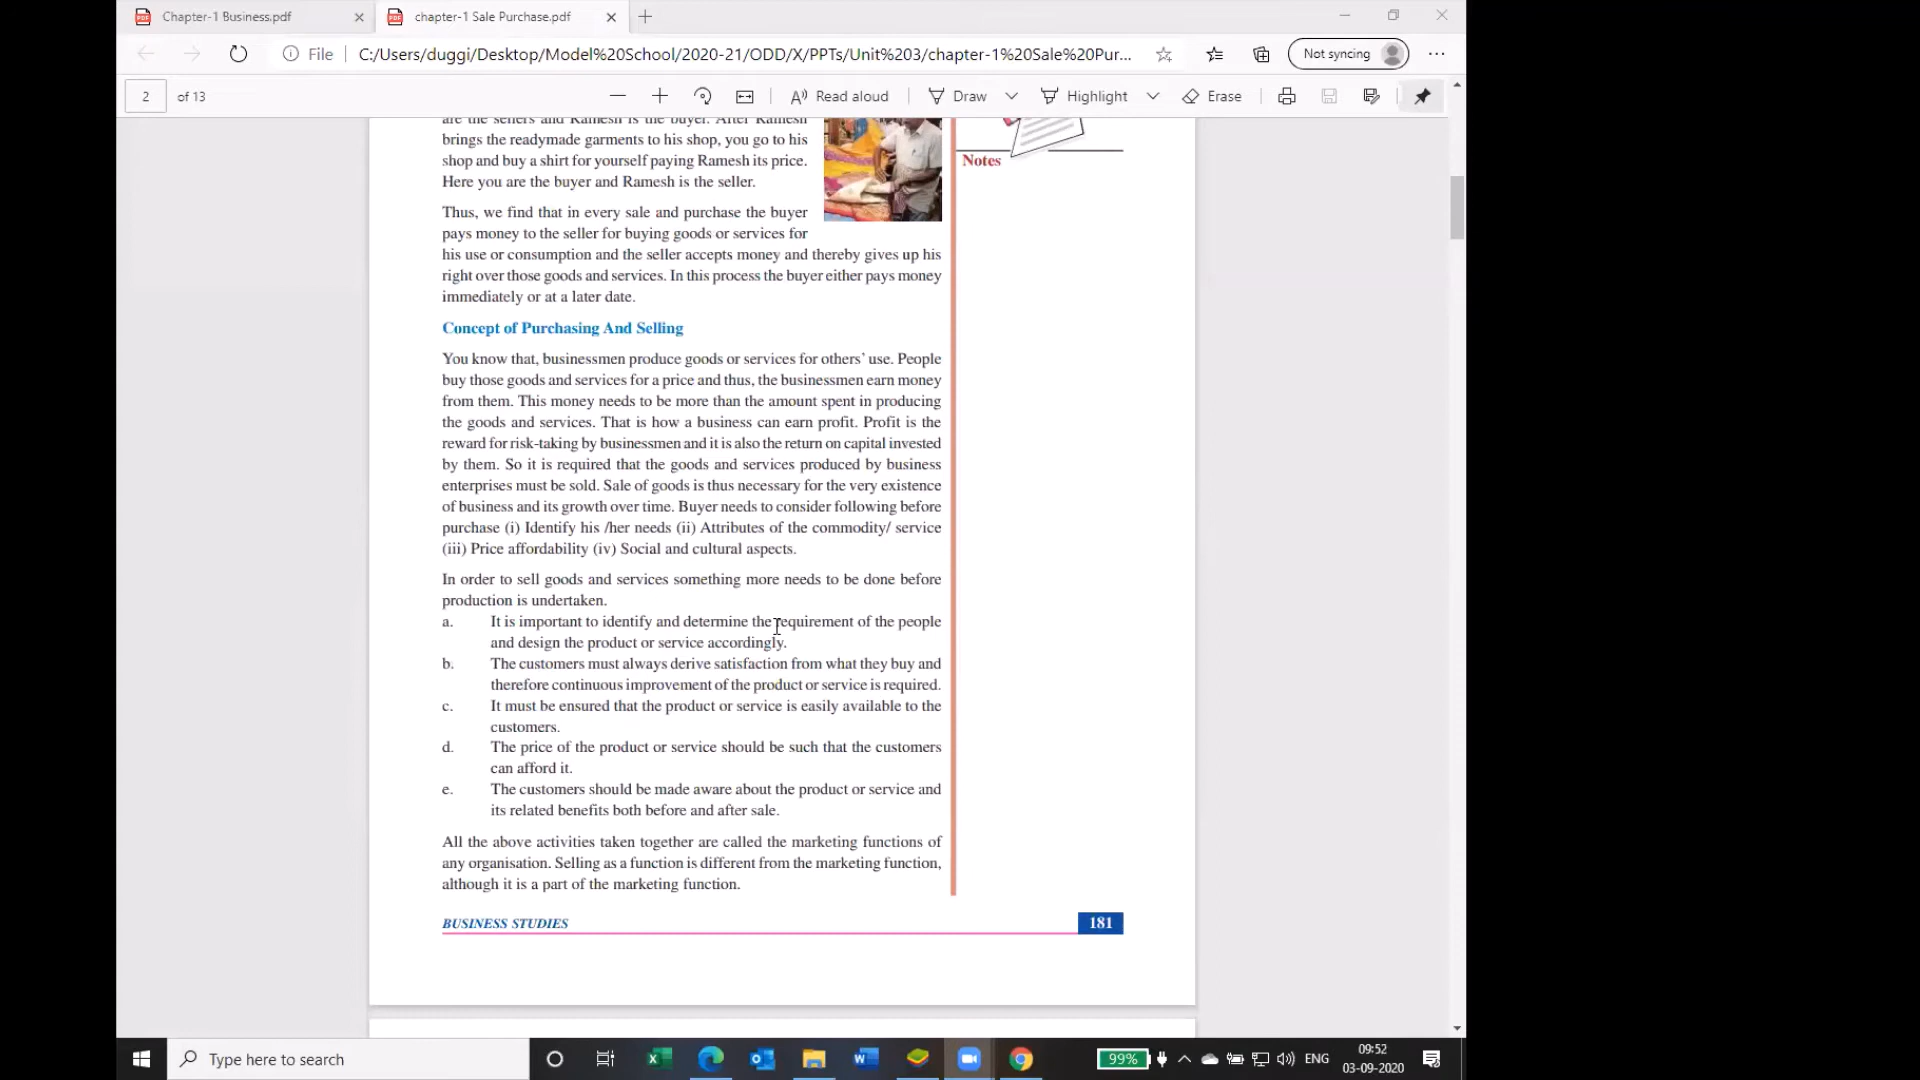 Chapter-1 Business.pdf
chapter-1 Sale Purchase.pdf
File
C:/Users/duggi/Desktop/Model%20School/2020-21/ODD/X/PPTs/Unit%203/chapter-1%20Sale%20Pur...
Not syncing
2 of 13
Read aloud
Draw
Highlight
Erase
are the sellers and Ramesh is the buyer. After Ramesh
brings the readymade garments to his shop, you go to his
shop and buy a shirt for yourself paying Ramesh its price.
Here you are the buyer and Ramesh is the seller.
Notes
Thus, we find that in every sale and purchase the buyer
pays money to the seller for buying goods or services for
his use or consumption and the seller accepts money and thereby gives up his
right over those goods and services. In this process the buyer either pays money
immediately or at a later date.
Concept of Purchasing And Selling
You know that, businessmen produce goods or services for others' use. People
buy those goods and services for a price and thus, the businessmen earn money
from them. This money needs to be more than the amount spent in producing
the goods and services. That is how a business can earn profit. Profit is the
reward for risk-taking by businessmen and it is also the return on capital invested
by them. So it is required that the goods and services produced by business
enterprises must be sold. Sale of goods is thus necessary for the very existence
of business and its growth over time. Buyer needs to consider following before
purchase (i) Identify his /her needs (ii) Attributes of the commodity/ service
(iii) Price affordability (iv) Social and cultural aspects.
In order to sell goods and services something more needs to be done before
production is undertaken.
a. It is important to identify and determine the requirement of the people
and design the product or service accordingly.
b. The customers must always derive satisfaction from what they buy and
therefore continuous improvement of the product or service is required.
c. It must be ensured that the product or service is easily available to the
customers.
d. The price of the product or service should be such that the customers
can afford it.
e. The customers should be made aware about the product or service and
its related benefits both before and after sale.
All the above activities taken together are called the marketing functions of
any organisation. Selling as a function is different from the marketing function,
although it is a part of the marketing function.
BUSINESS STUDIES
181
Type here to search
99%
ENG
09:52
03-09-2020